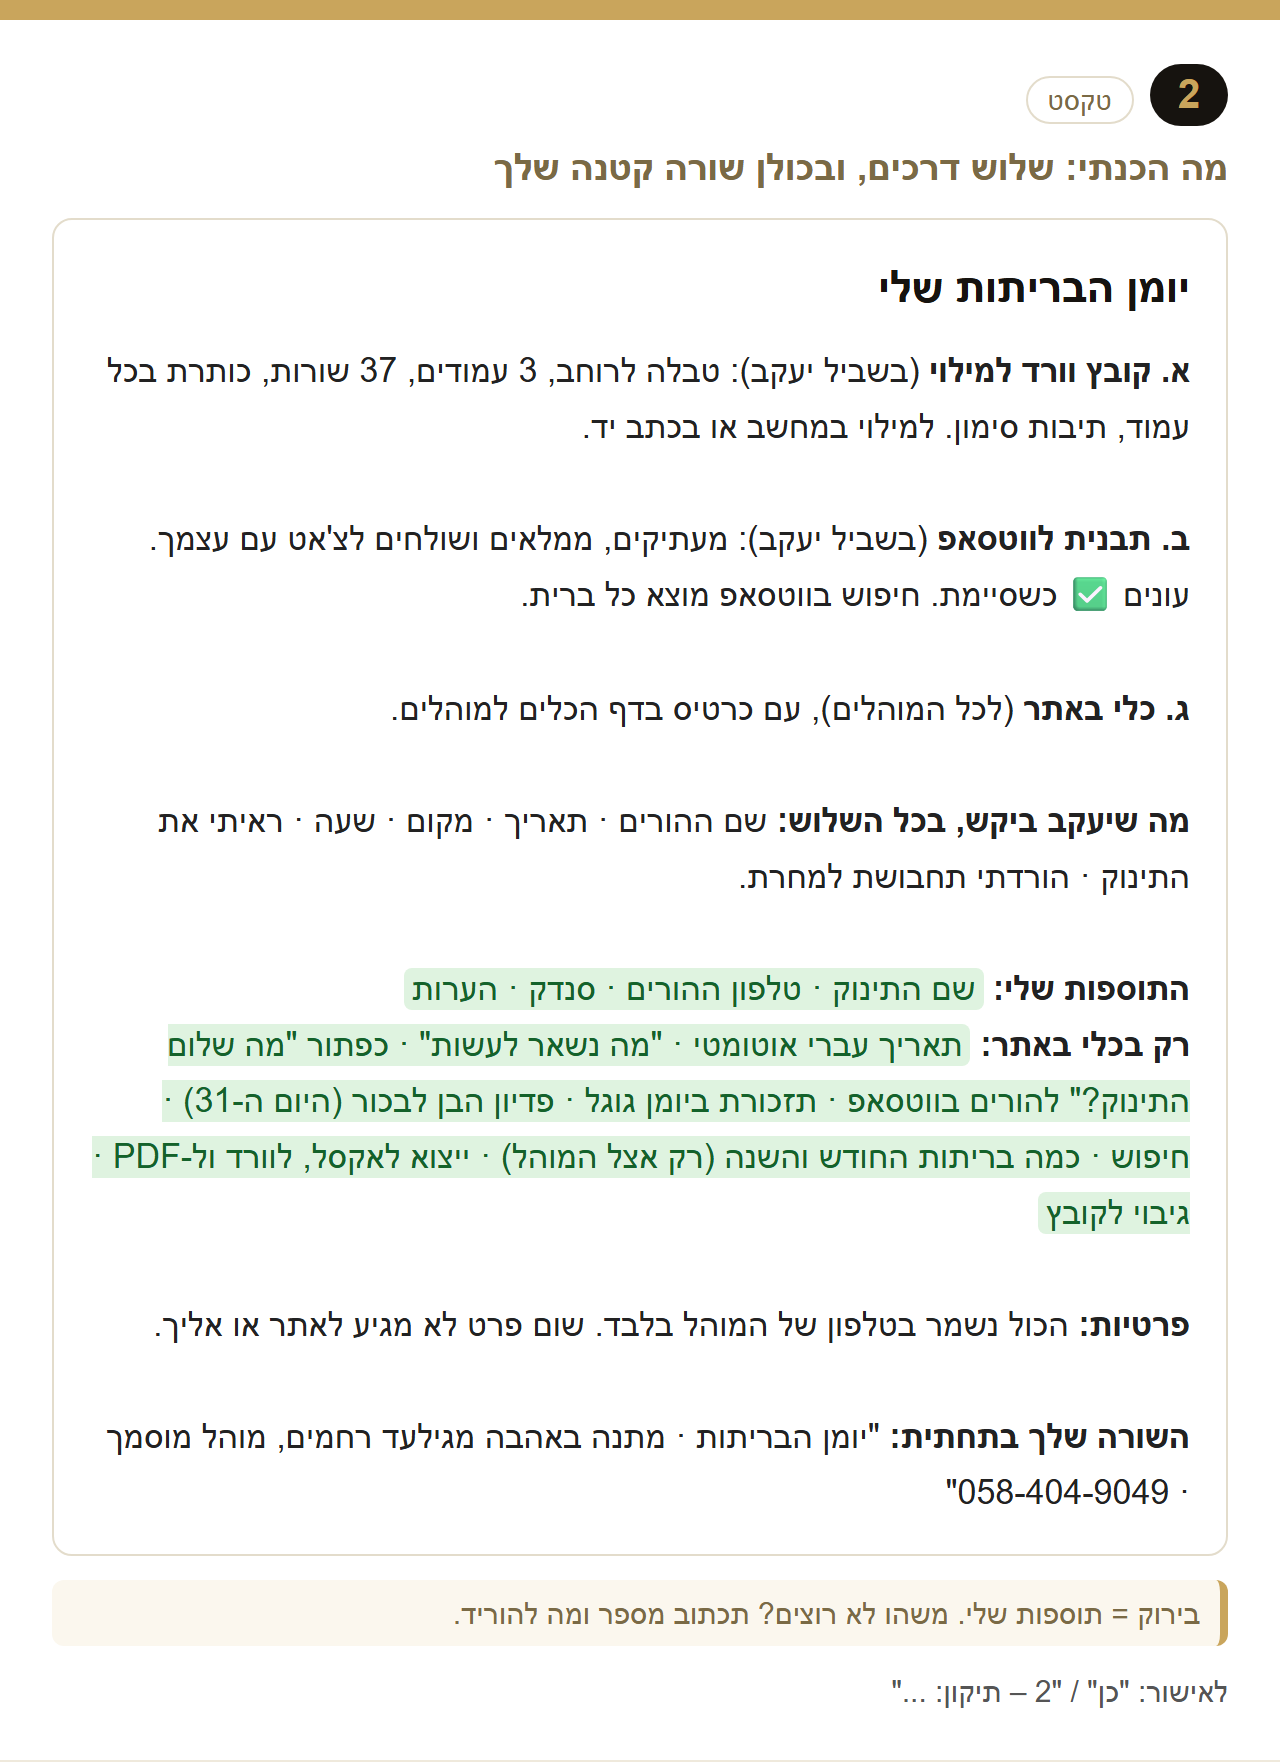 2
טקסט
מה הכנתי: שלוש דרכים, ובכולן שורה קטנה שלך
יומן הבריתות שלי
א. קובץ וורד למילוי (בשביל יעקב): טבלה לרוחב, 3 עמודים, 37 שורות, כותרת בכל
עמוד, תיבות סימון. למילוי במחשב או בכתב יד.
ב. תבנית לווטסאפ (בשביל יעקב): מעתיקים, ממלאים ושולחים לצ'אט עם עצמך.
עונים ✅ כשסיימת. חיפוש בווטסאפ מוצא כל ברית.
ג. כלי באתר (לכל המוהלים), עם כרטיס בדף הכלים למוהלים.
מה שיעקב ביקש, בכל השלוש: שם ההורים · תאריך · מקום · שעה · ראיתי את
התינוק · הורדתי תחבושת למחרת.
התוספות שלי: שם התינוק · טלפון ההורים · סנדק · הערות
רק בכלי באתר: תאריך עברי אוטומטי · "מה נשאר לעשות" · כפתור "מה שלום
התינוק?" להורים בווטסאפ · תזכורת ביומן גוגל · פדיון הבן לבכור (היום ה-31) ·
חיפוש · כמה בריתות החודש והשנה (רק אצל המוהל) · ייצוא לאקסל, לוורד ול-PDF ·
גיבוי לקובץ
פרטיות: הכול נשמר בטלפון של המוהל בלבד. שום פרט לא מגיע לאתר או אליך.
השורה שלך בתחתית: "יומן הבריתות · מתנה באהבה מגילעד רחמים, מוהל מוסמך
· 058-404-9049"
בירוק = תוספות שלי. משהו לא רוצים? תכתוב מספר ומה להוריד.
לאישור: "כן" / "2 – תיקון: ..."